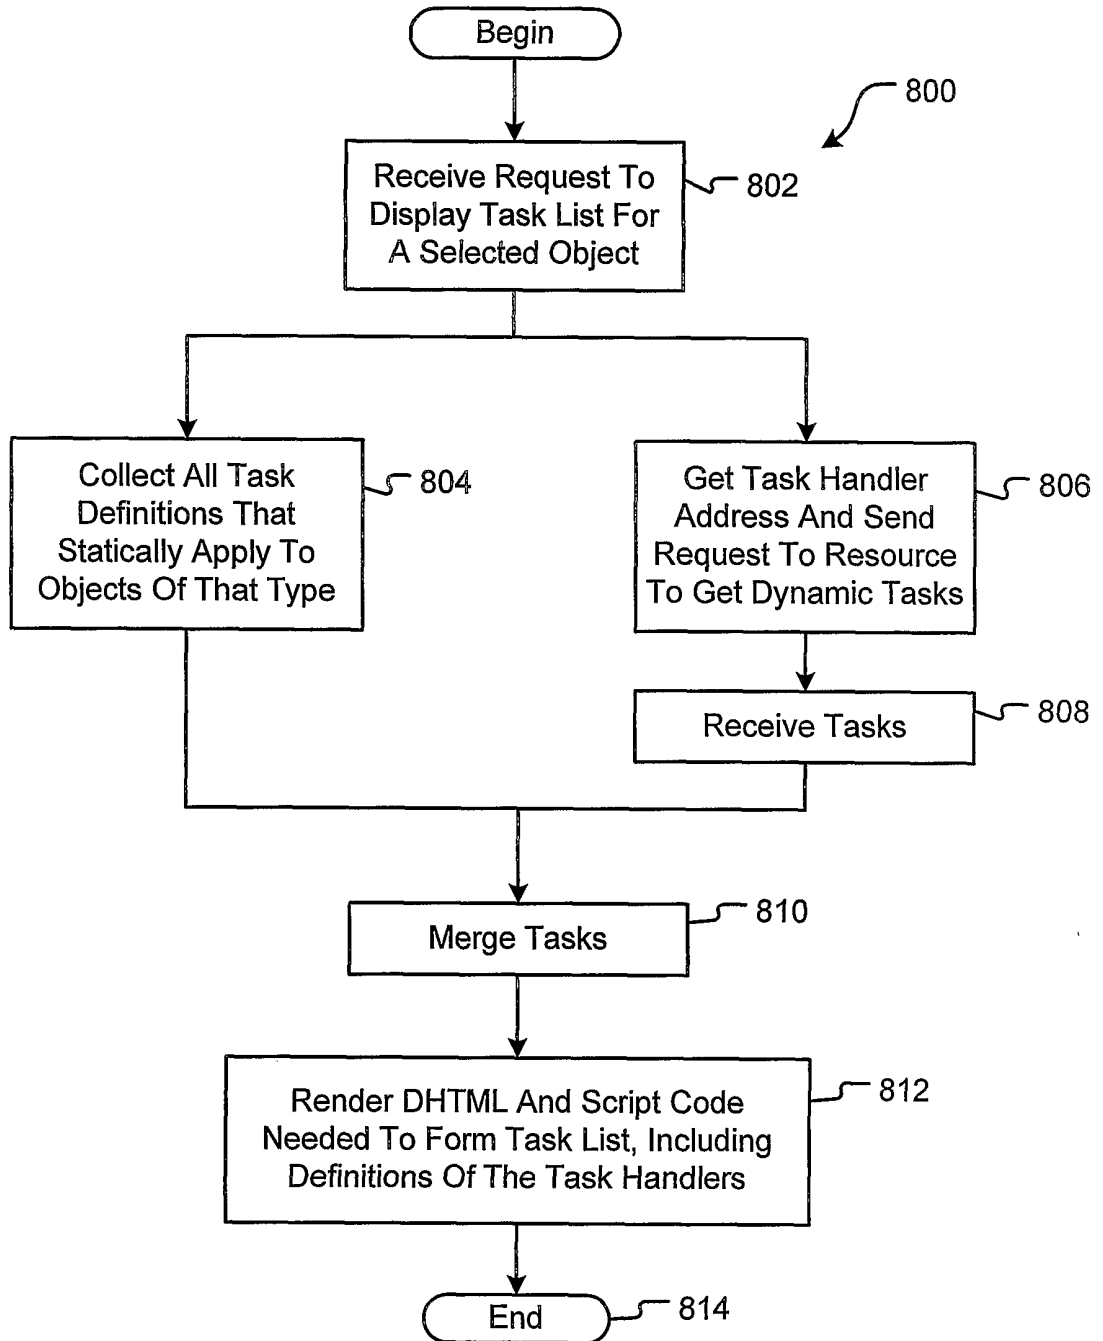 Begin
800
Receive Request To
Display Task List For
A Selected Object
802
Collect All Task
Definitions That
Statically Apply To
Objects Of That Type
804
Get Task Handler
Address And Send
Request To Resource
To Get Dynamic Tasks
806
Receive Tasks
808
Merge Tasks
810
Render DHTML And Script Code
Needed To Form Task List, Including
Definitions Of The Task Handlers
812
End
814